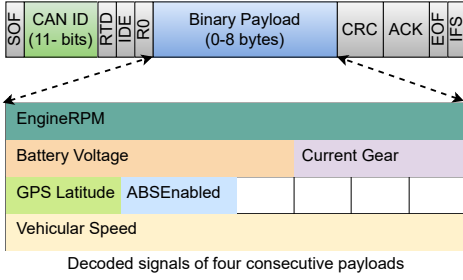 SOF
CAN ID
(11- bits)
RTD
IDE
R0
Binary Payload
(0-8 bytes)
CRC
ACK
EOF
IFS
EngineRPM
Battery Voltage
Current Gear
GPS Latitude
ABSEnabled
Vehicular Speed
Decoded signals of four consecutive payloads